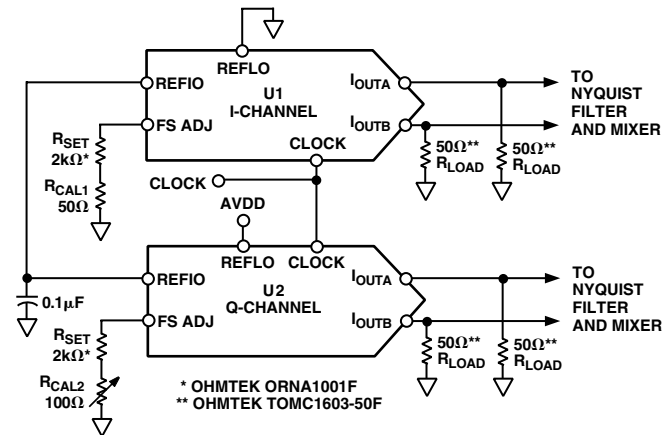 REFLO
REFIO
U1
I-CHANNEL
IOUTA
IOUTB
FS ADJ
CLOCK
TO
NYQUIST
FILTER
AND MIXER
RSET
2kΩ*
RCAL1
50Ω
50Ω**
RLOAD
50Ω**
RLOAD
CLOCK
AVDD
REFLO
CLOCK
REFIO
U2
Q-CHANNEL
IOUTA
IOUTB
FS ADJ
TO
NYQUIST
FILTER
AND MIXER
0.1μF
RSET
2kΩ*
RCAL2
100Ω
50Ω**
RLOAD
50Ω**
RLOAD
* OHMTEK ORNA1001F
** OHMTEK TOMC1603-50F